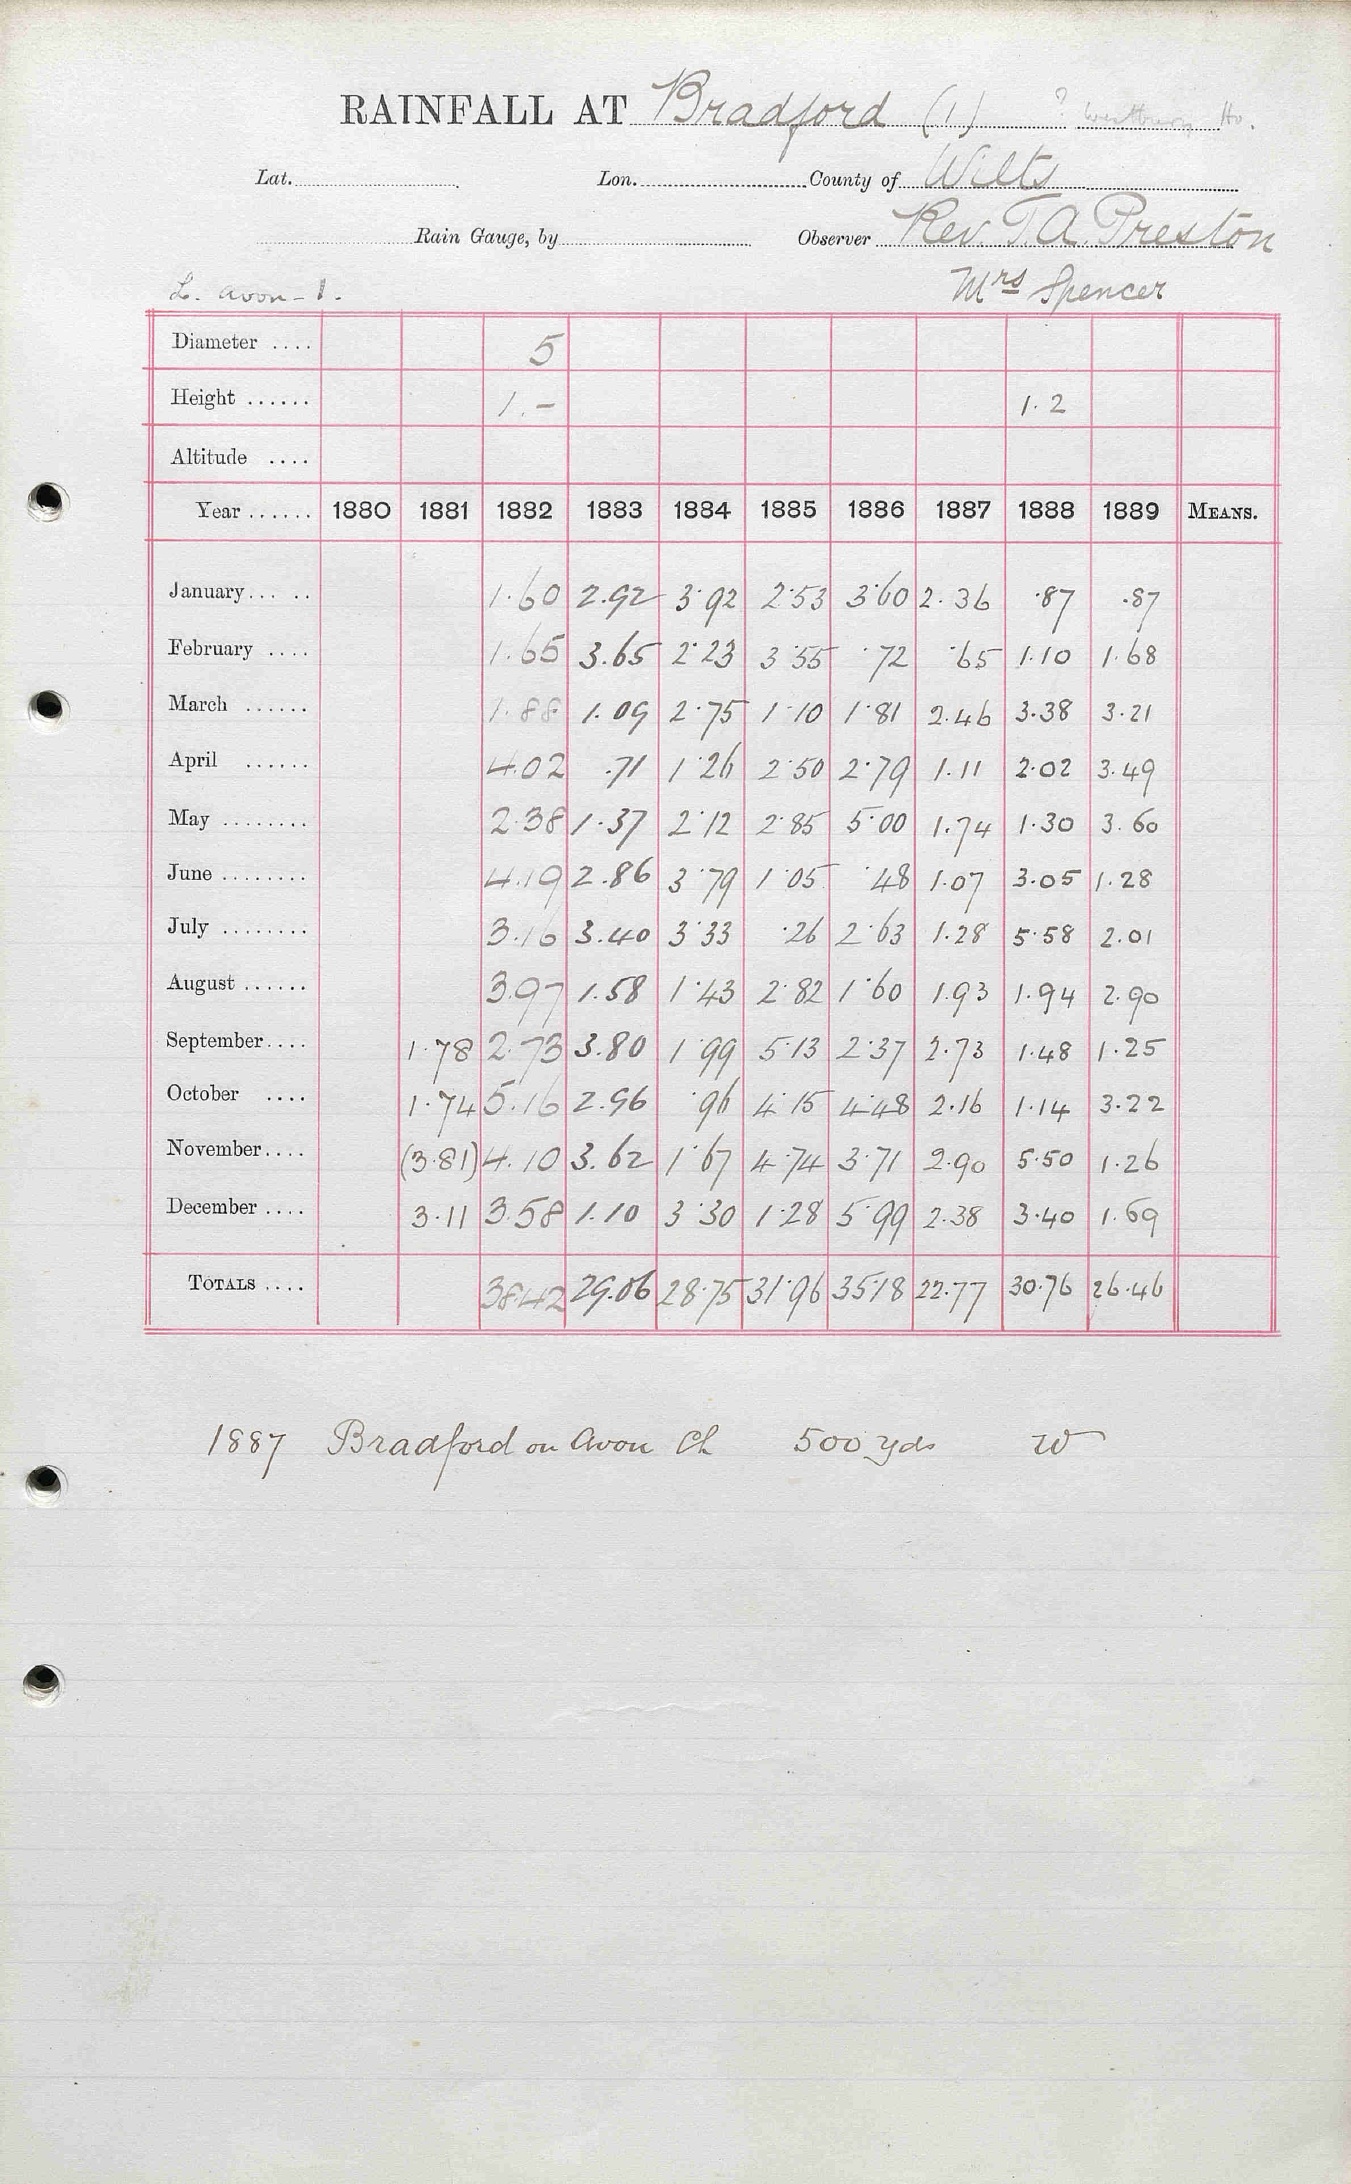 RAINFALL AT Bradford (1) ? Westbury Ho.
Lat. Lon. County of Wilts
Rain Gauge, by Observer Rev. T. A. Preston
L. Avon - 1. Mrs Spencer
Diameter .... 5
Height ...... 1.- 1.2
Altitude ....
Year ...... 1880 1881 1882 1883 1884 1885 1886 1887 1888 1889 MEANS.
January ... .. 1.60 2.92 3.92 2.53 3.60 2.36 .87 .87
February .... 1.65 3.65 2.23 3.55 .72 .65 1.10 1.68
March ...... 1.88 1.09 2.75 1.10 1.81 2.46 3.38 3.21
April ...... 4.02 .71 1.26 2.50 2.79 1.11 2.02 3.49
May ........ 2.38 1.37 2.12 2.85 5.00 1.74 1.30 3.60
June ........ 4.19 2.86 3.79 1.05 .48 1.07 3.05 1.28
July ........ 3.16 3.40 3.33 .26 2.63 1.28 5.58 2.01
August ...... 3.97 1.58 1.43 2.82 1.60 1.93 1.94 2.90
September .... 1.78 2.73 3.80 1.99 5.13 2.37 2.73 1.48 1.25
October .... 1.74 5.16 2.96 .96 4.15 4.48 2.16 1.14 3.22
November .... (3.81) 4.10 3.62 1.67 4.74 3.71 2.90 5.50 1.26
December .... 3.11 3.58 1.10 3.30 1.28 5.99 2.38 3.40 1.69
TOTALS .... 38.42 29.06 28.75 31.96 35.18 22.77 30.76 26.46
1887 Bradford on Avon Ch 500 yds W